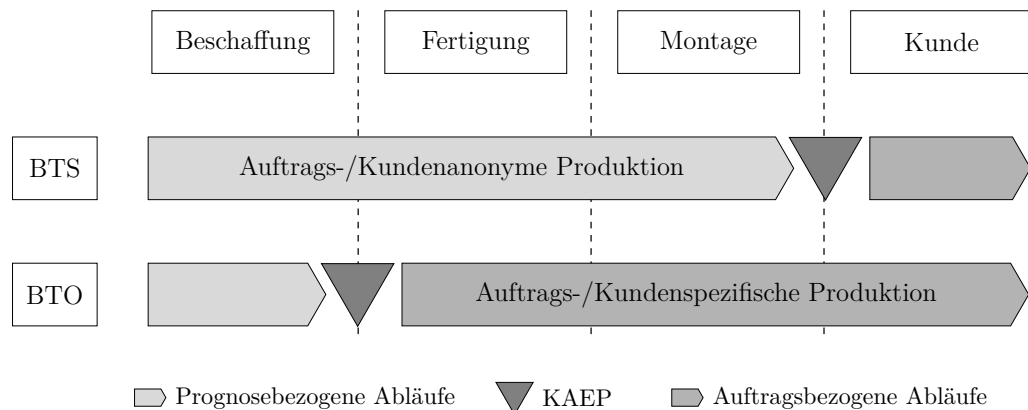 Beschaffung
Fertigung
Montage
Kunde
BTS
Auftrags-/Kundenanonyme Produktion
BTO
Auftrags-/Kundenspezifische Produktion
Prognosebezogene Abläufe
KAEP
Auftragsbezogene Abläufe